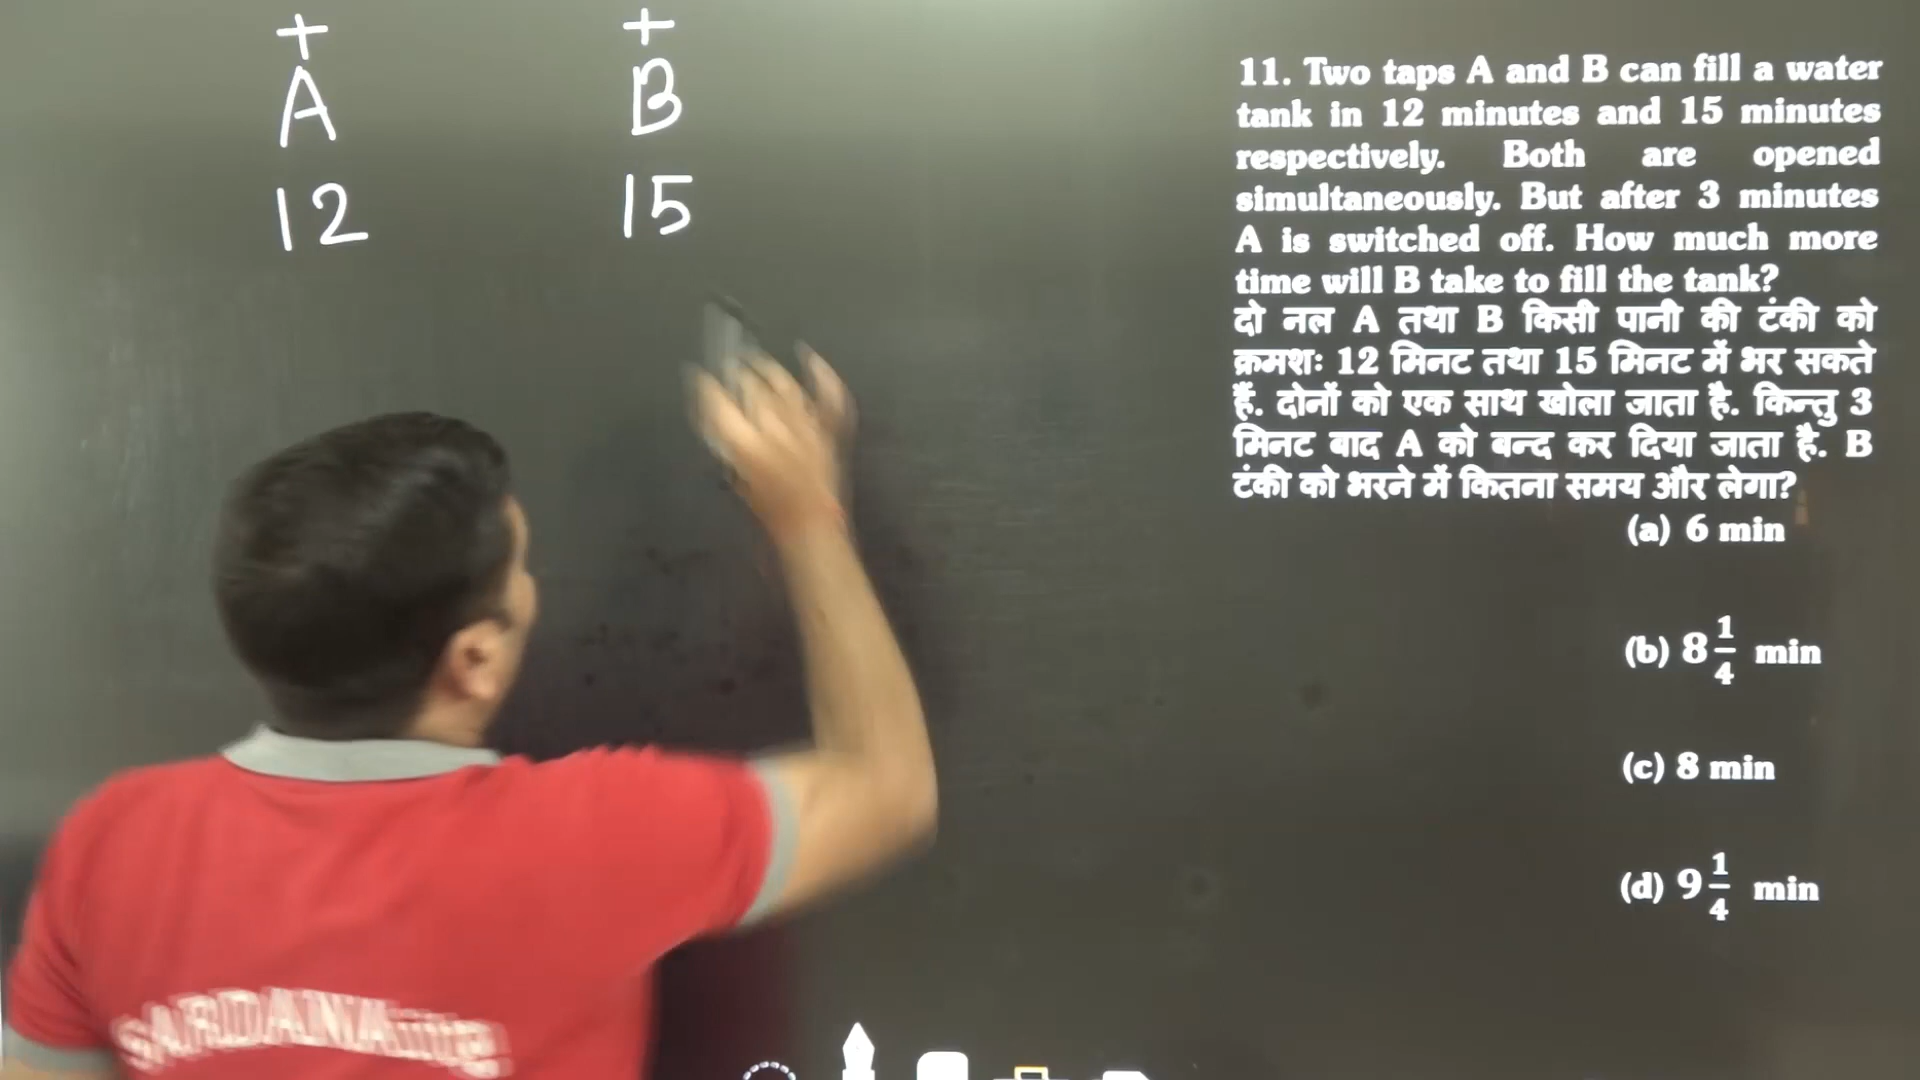 + +
A B
12 15
11. Two taps A and B can fill a water
tank in 12 minutes and 15 minutes
respectively. Both are opened
simultaneously. But after 3 minutes
A is switched off. How much more
time will B take to fill the tank?
दो नल A तथा B किसी पानी की टंकी को
क्रमशः 12 मिनट तथा 15 मिनट में भर सकते
हैं. दोनों को एक साथ खोला जाता है. किन्तु 3
मिनट बाद A को बन्द कर दिया जाता है. B
टंकी को भरने में कितना समय और लेगा?
(a) 6 min
(b) 8 1/4 min
(c) 8 min
(d) 9 1/4 min